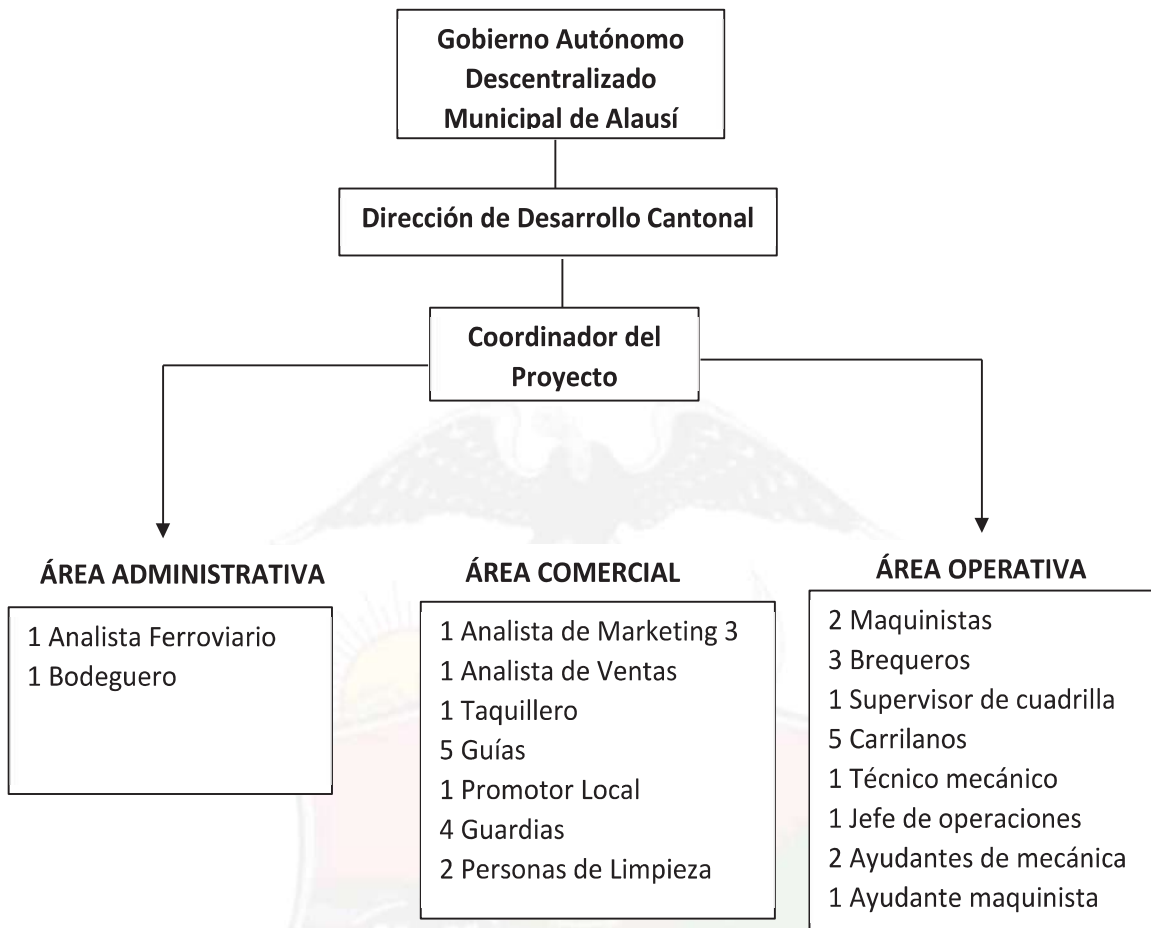 Gobierno Autónomo
Descentralizado
Municipal de Alausí
Dirección de Desarrollo Cantonal
Coordinador del
Proyecto
ÁREA ADMINISTRATIVA
1 Analista Ferroviario
1 Bodeguero
ÁREA COMERCIAL
1 Analista de Marketing 3
1 Analista de Ventas
1 Taquillero
5 Guías
1 Promotor Local
4 Guardias
2 Personas de Limpieza
ÁREA OPERATIVA
2 Maquinistas
3 Brequeros
1 Supervisor de cuadrilla
5 Carrilanos
1 Técnico mecánico
1 Jefe de operaciones
2 Ayudantes de mecánica
1 Ayudante maquinista